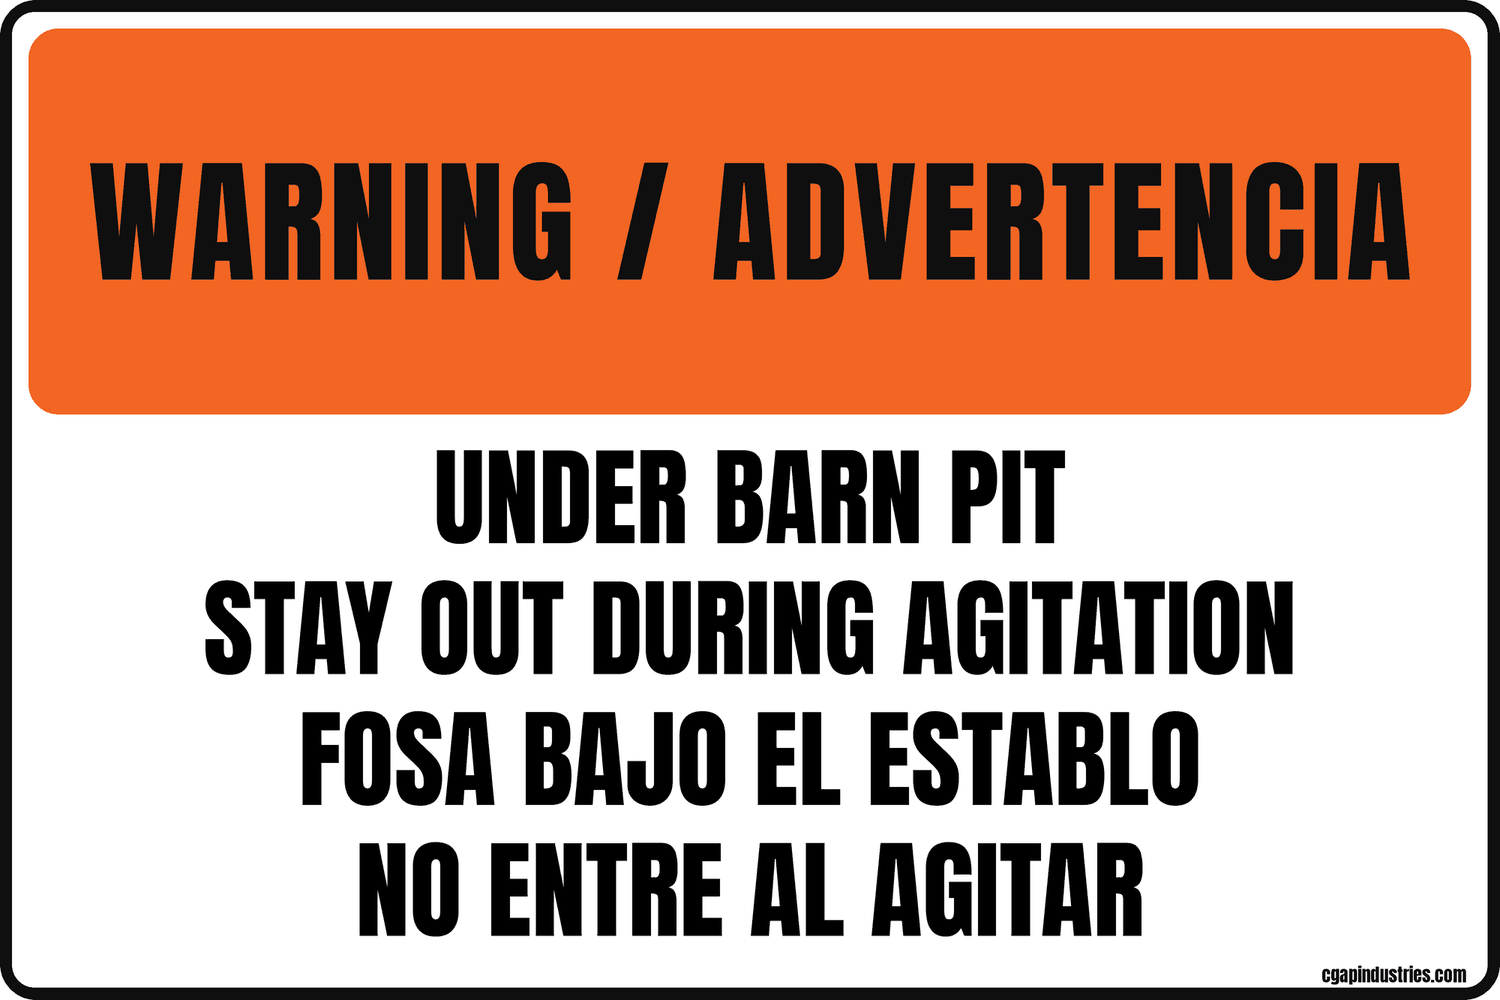 WARNING / ADVERTENCIA
UNDER BARN PIT
STAY OUT DURING AGITATION
FOSA BAJO EL ESTABLO
NO ENTRE AL AGITAR
cgapindustries.com